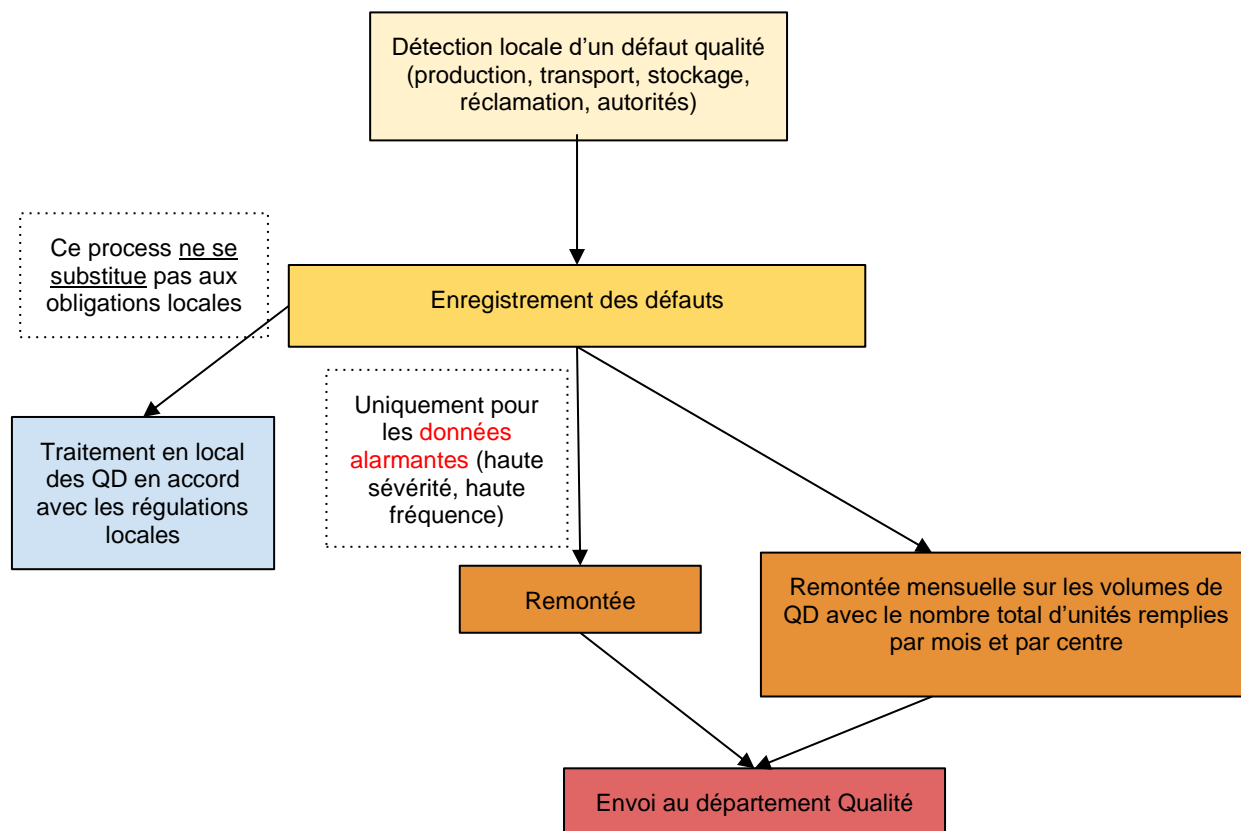 Détection locale d’un défaut qualité
(production, transport, stockage,
réclamation, autorités)
Ce process ne se
substitue pas aux
obligations locales
Enregistrement des défauts
Traitement en local
des QD en accord
avec les régulations
locales
Uniquement pour
les données
alarmantes (haute
sévérité, haute
fréquence)
Remontée
Remontée mensuelle sur les volumes de
QD avec le nombre total d’unités remplies
par mois et par centre
Envoi au département Qualité